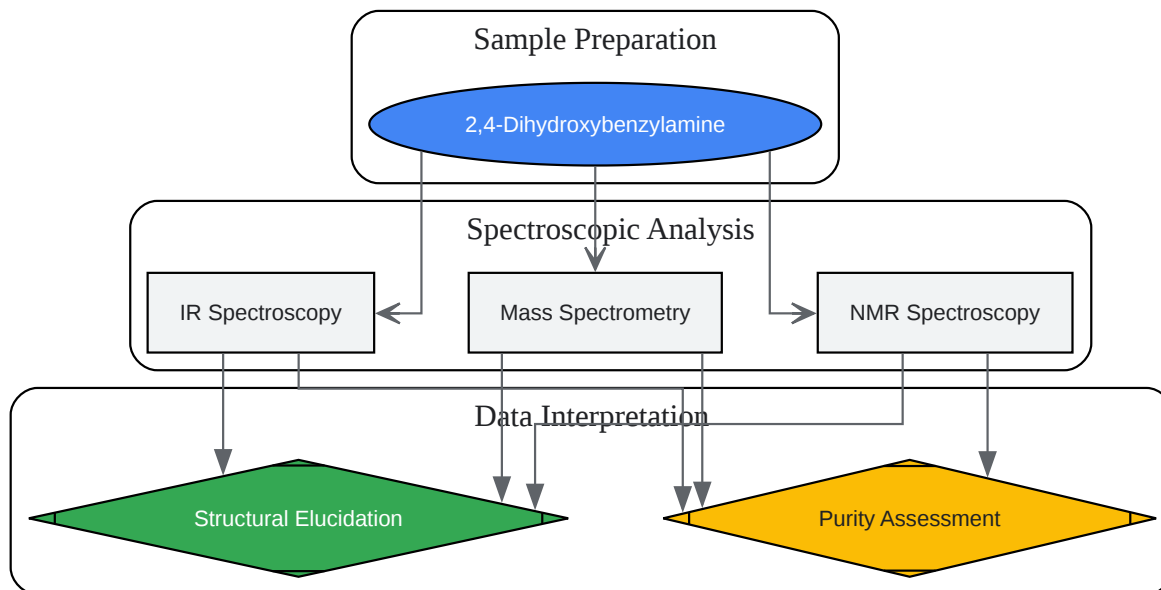 Sample Preparation
2,4-Dihydroxybenzylamine
Spectroscopic Analysis
IR Spectroscopy
Mass Spectrometry
NMR Spectroscopy
Data Interpretation
Structural Elucidation
Purity Assessment